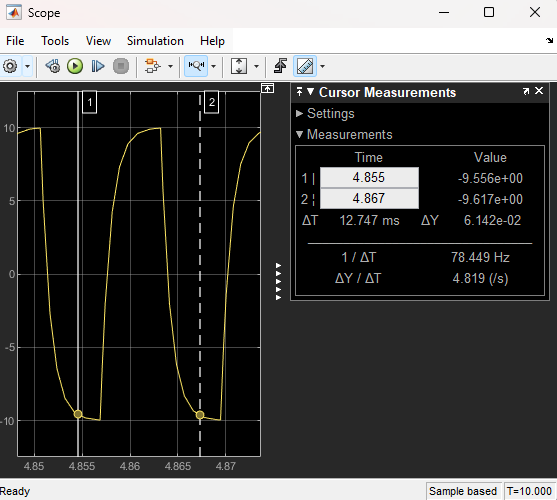 Scope
File Tools View Simulation Help
1 2
10
5
0
-5
-10
4.85 4.855 4.86 4.865 4.87
Cursor Measurements
Settings
Measurements
Time Value
1 | 4.855 -9.556e+00
2 ¦ 4.867 -9.617e+00
ΔT 12.747 ms ΔY 6.142e-02
1 / ΔT 78.449 Hz
ΔY / ΔT 4.819 (/s)
Ready Sample based T=10.000